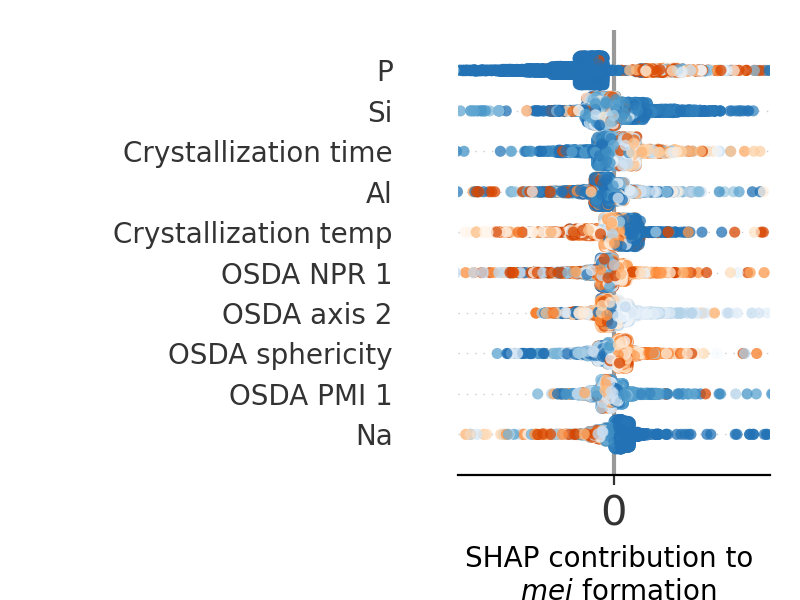 P
Si
Crystallization time
Al
Crystallization temp
OSDA NPR 1
OSDA axis 2
OSDA sphericity
OSDA PMI 1
Na
0
SHAP contribution to
mei formation